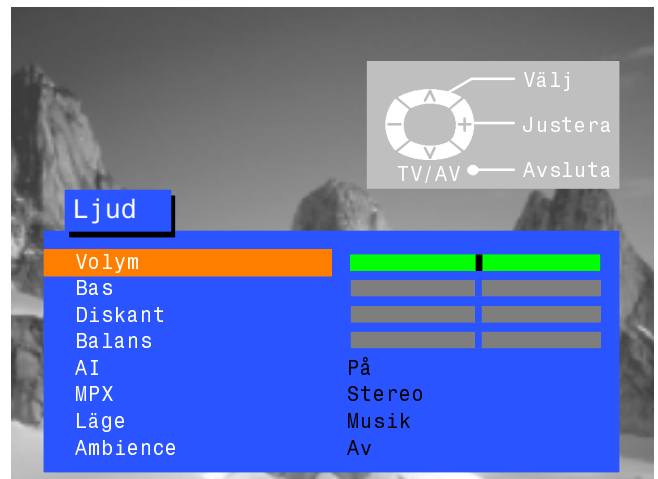 Välj
Justera
TV/AV Avsluta
Ljud
Volym
Bas
Diskant
Balans
AI På
MPX Stereo
Läge Musik
Ambience Av